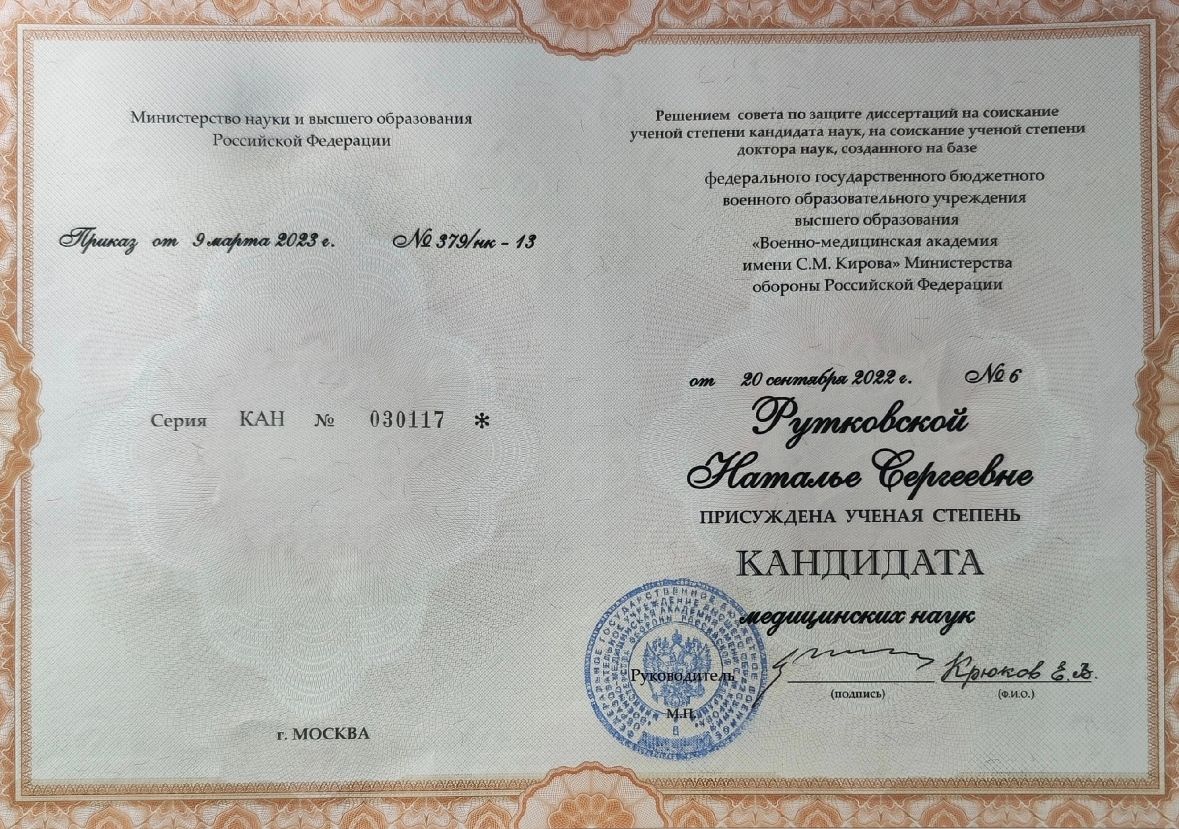 Министерство науки и высшего образования
Российской Федерации
Приказ от 9 марта 2023 г. № 379/нк - 13
Серия КАН № 030117 *
г. МОСКВА
Решением совета по защите диссертаций на соискание
ученой степени кандидата наук, на соискание ученой степени
доктора наук, созданного на базе
федерального государственного бюджетного
военного образовательного учреждения
высшего образования
«Военно-медицинская академия
имени С.М. Кирова» Министерства
обороны Российской Федерации
от 20 сентября 2022 г. № 6
Рутковской
Наталье Сергеевне
ПРИСУЖДЕНА УЧЕНАЯ СТЕПЕНЬ
КАНДИДАТА
медицинских наук
Руководитель Крюков Е.В.
(подпись) (Ф.И.О.)
М.П.